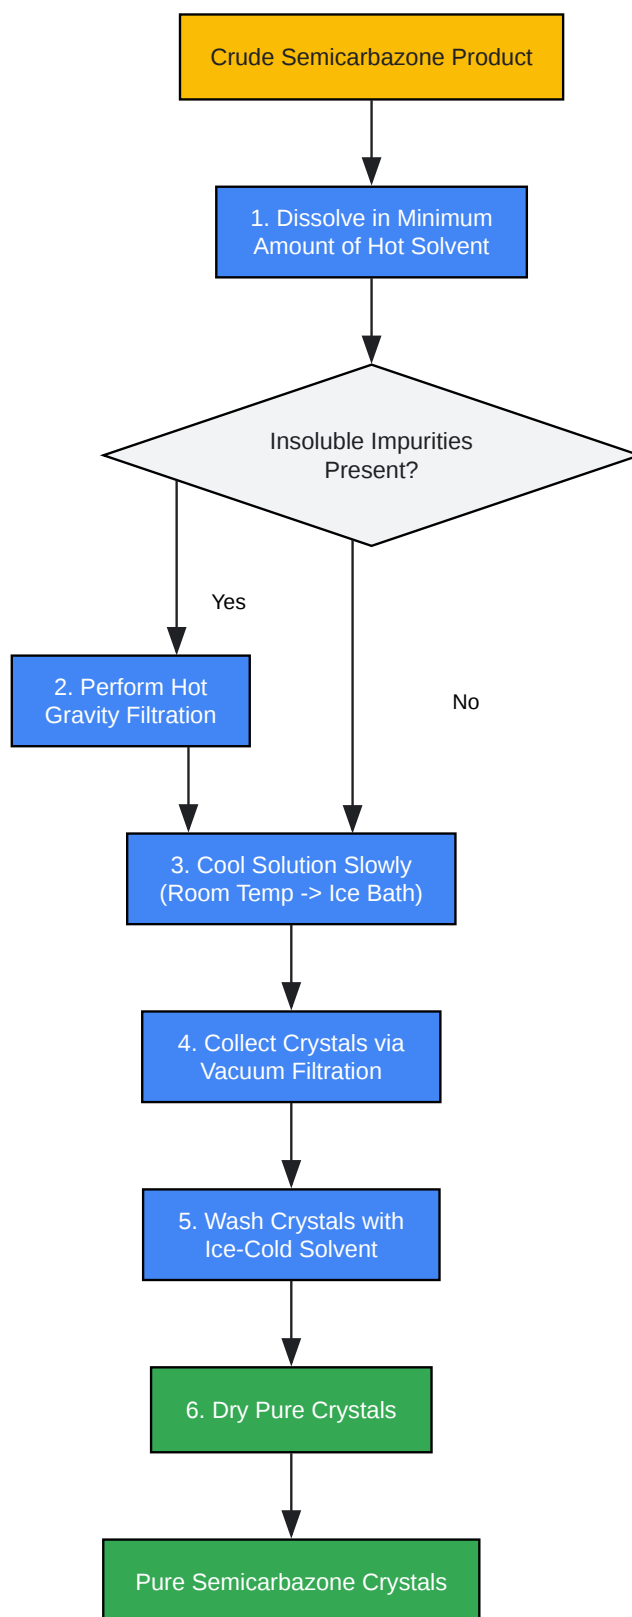 Crude Semicarbazone Product
1. Dissolve in Minimum
Amount of Hot Solvent
Insoluble Impurities
Present?
Yes
2. Perform Hot
Gravity Filtration
No
3. Cool Solution Slowly
(Room Temp -> Ice Bath)
4. Collect Crystals via
Vacuum Filtration
5. Wash Crystals with
Ice-Cold Solvent
6. Dry Pure Crystals
Pure Semicarbazone Crystals